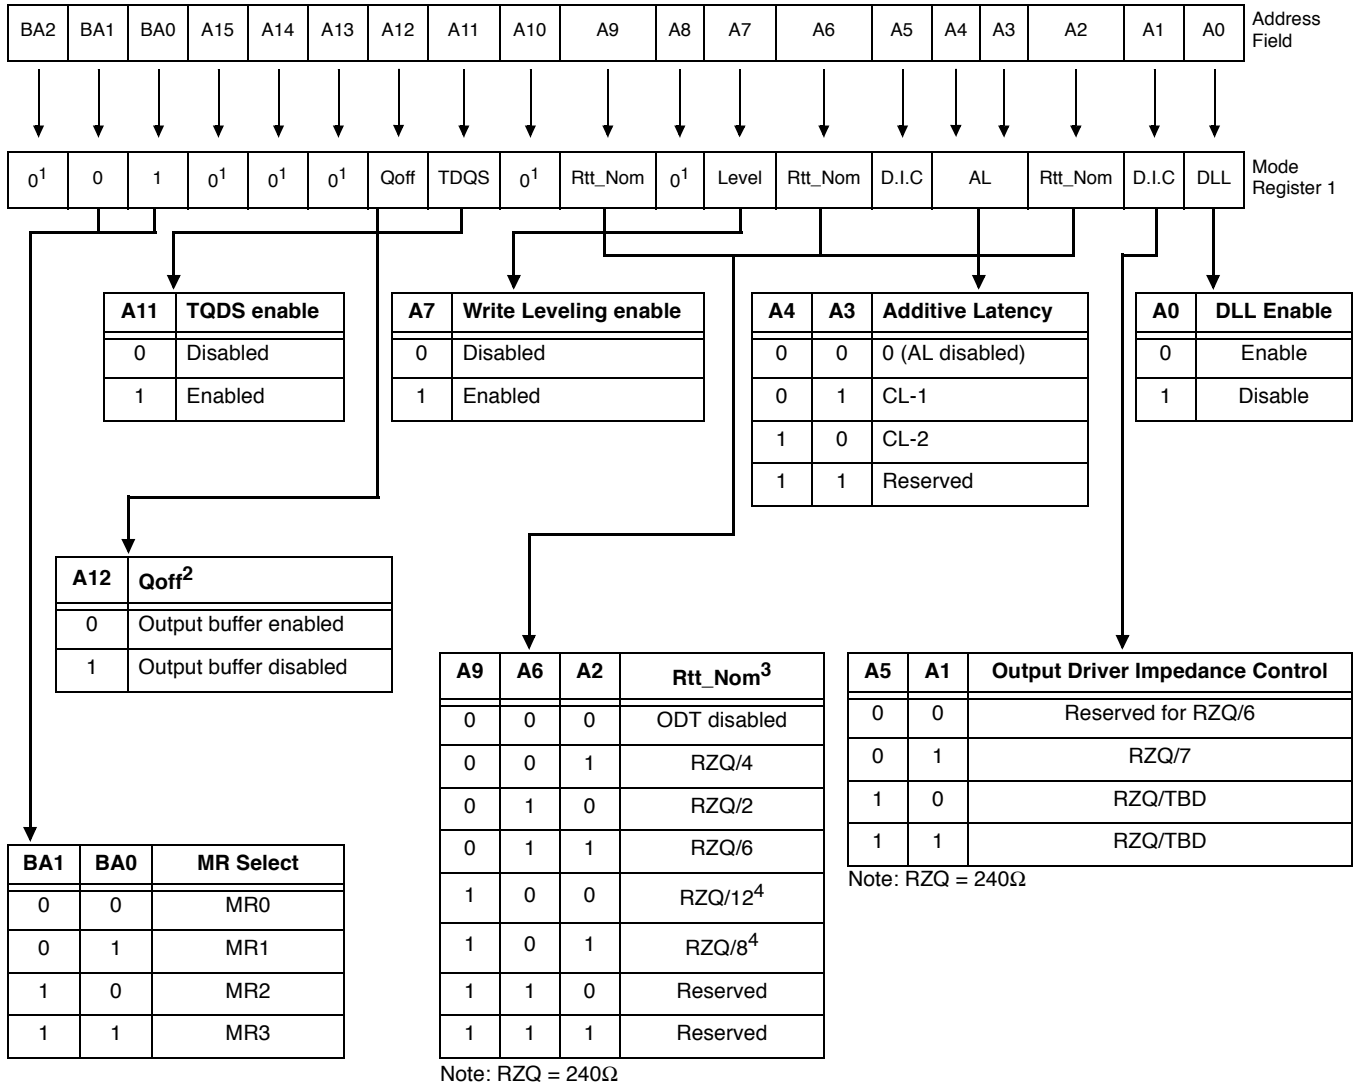 BA2 BA1 BA0 A15 A14 A13 A12 A11 A10 A9 A8 A7 A6 A5 A4 A3 A2 A1 A0 Address
Field
0¹ 0 1 0¹ 0¹ 0¹ Qoff TDQS 0¹ Rtt_Nom 0¹ Level Rtt_Nom D.I.C AL Rtt_Nom D.I.C DLL Mode
Register 1
A11 TQDS enable
0 Disabled
1 Enabled
A7 Write Leveling enable
0 Disabled
1 Enabled
A4 A3 Additive Latency
0 0 0 (AL disabled)
0 1 CL-1
1 0 CL-2
1 1 Reserved
A0 DLL Enable
0 Enable
1 Disable
A12 Qoff²
0 Output buffer enabled
1 Output buffer disabled
A9 A6 A2 Rtt_Nom³
0 0 0 ODT disabled
0 0 1 RZQ/4
0 1 0 RZQ/2
0 1 1 RZQ/6
1 0 0 RZQ/12⁴
1 0 1 RZQ/8⁴
1 1 0 Reserved
1 1 1 Reserved
Note: RZQ = 240Ω
A5 A1 Output Driver Impedance Control
0 0 Reserved for RZQ/6
0 1 RZQ/7
1 0 RZQ/TBD
1 1 RZQ/TBD
Note: RZQ = 240Ω
BA1 BA0 MR Select
0 0 MR0
0 1 MR1
1 0 MR2
1 1 MR3